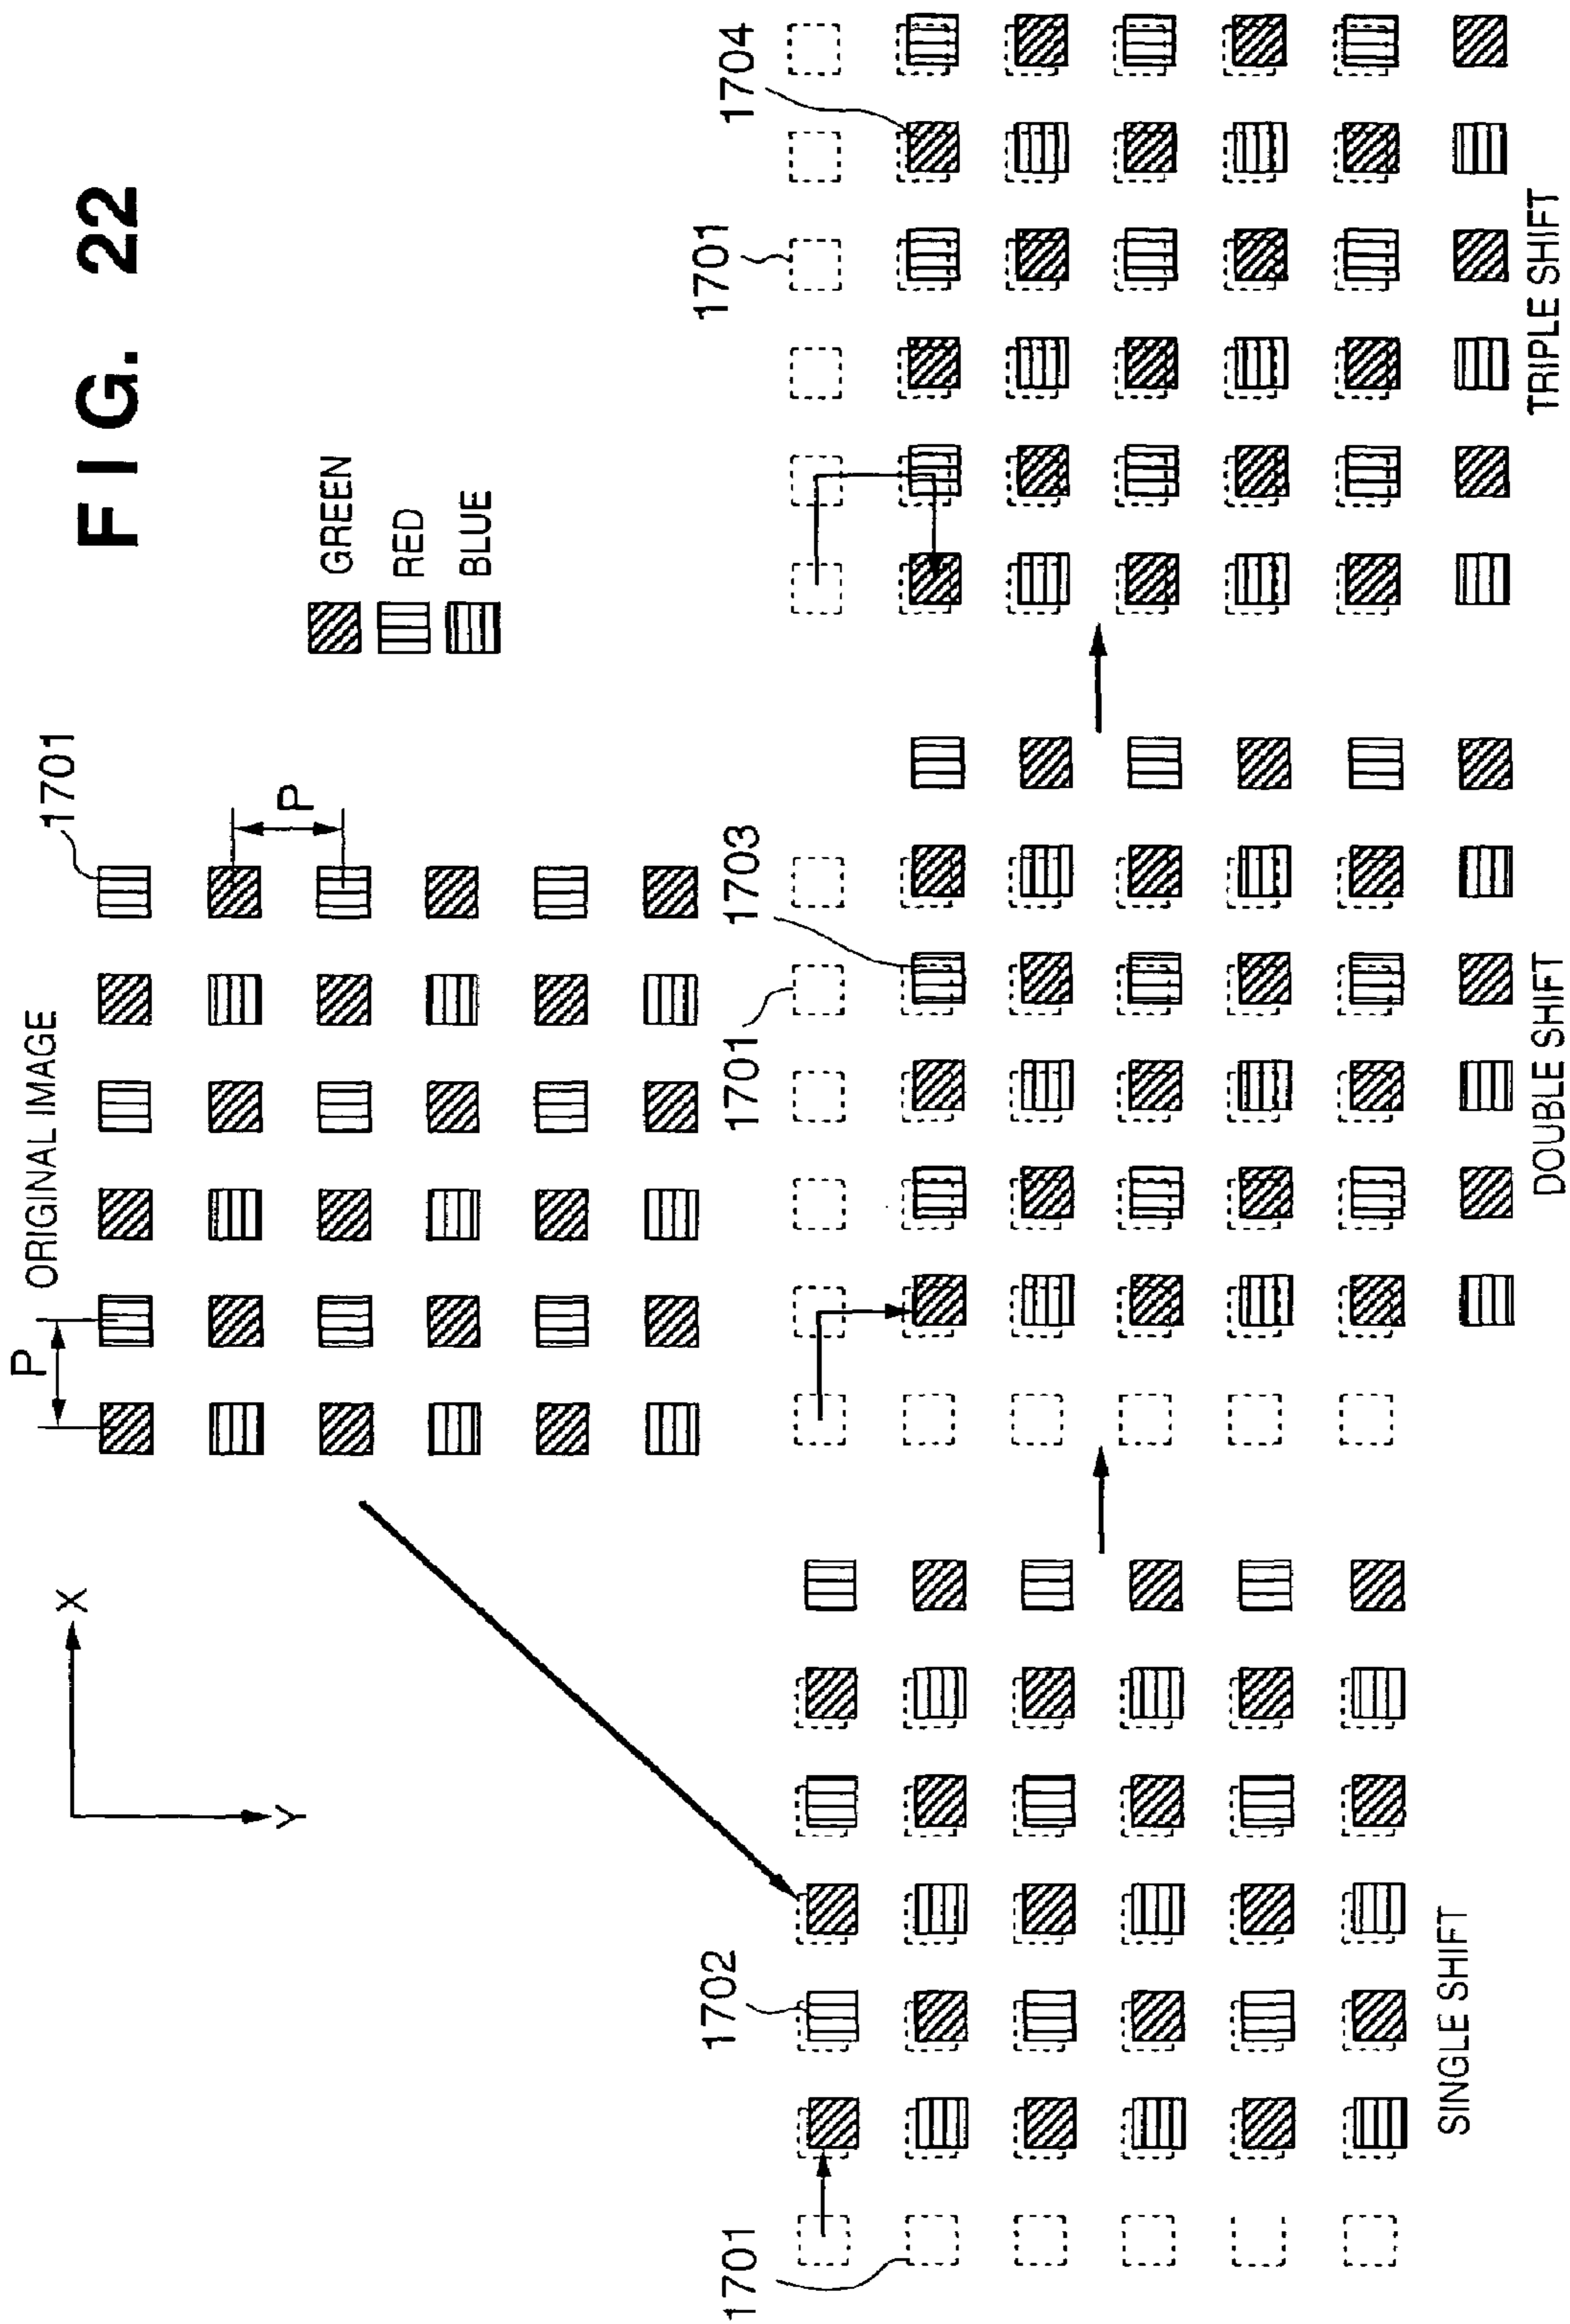 FIG. 22
ORIGINAL IMAGE
P
1701
P
X
Y
GREEN
RED
BLUE
1701
1702
SINGLE SHIFT
1701
1703
DOUBLE SHIFT
1701
1704
TRIPLE SHIFT